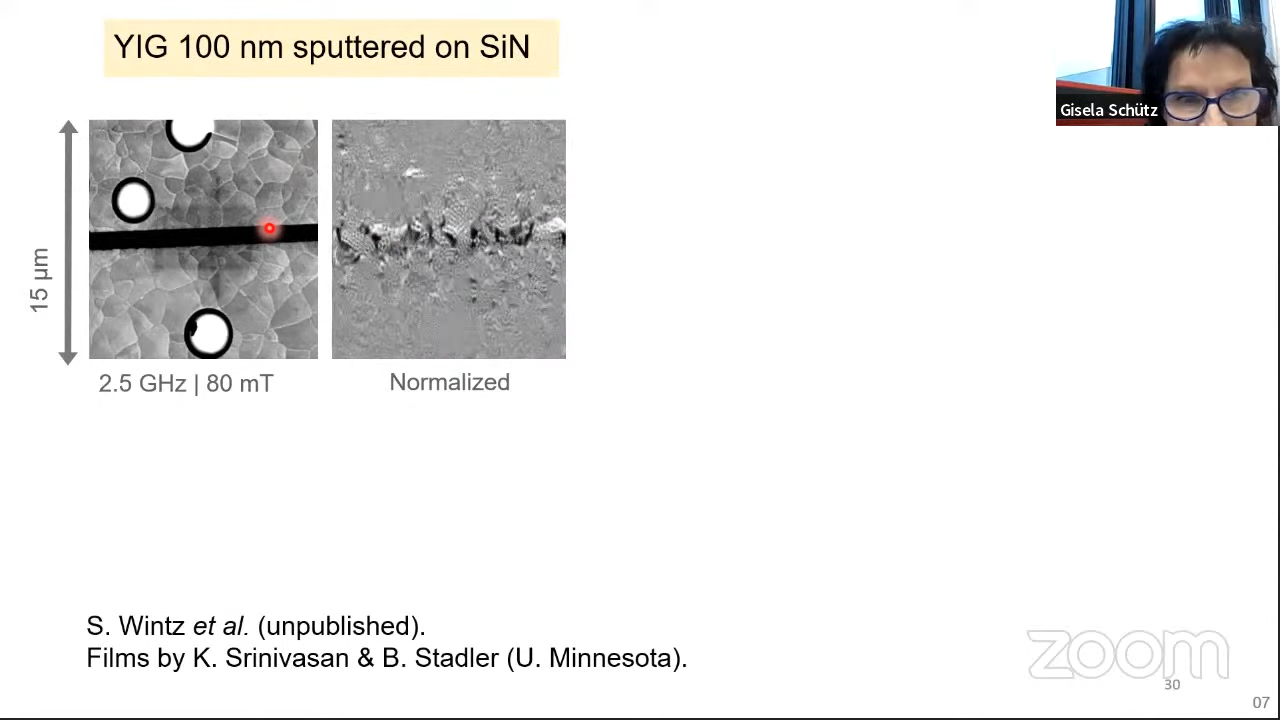 YIG 100 nm sputtered on SiN
Gisela Schütz
15 μm
2.5 GHz | 80 mT
Normalized
S. Wintz et al. (unpublished).
Films by K. Srinivasan & B. Stadler (U. Minnesota).
zoom
30
07